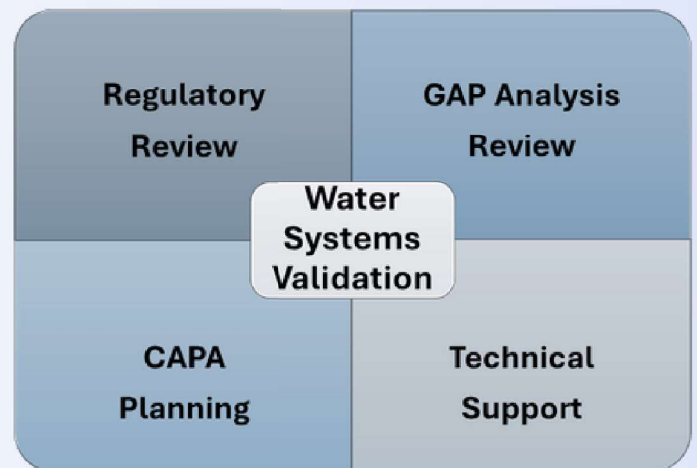 Regulatory
Review
GAP Analysis
Review
Water
Systems
Validation
CAPA
Planning
Technical
Support